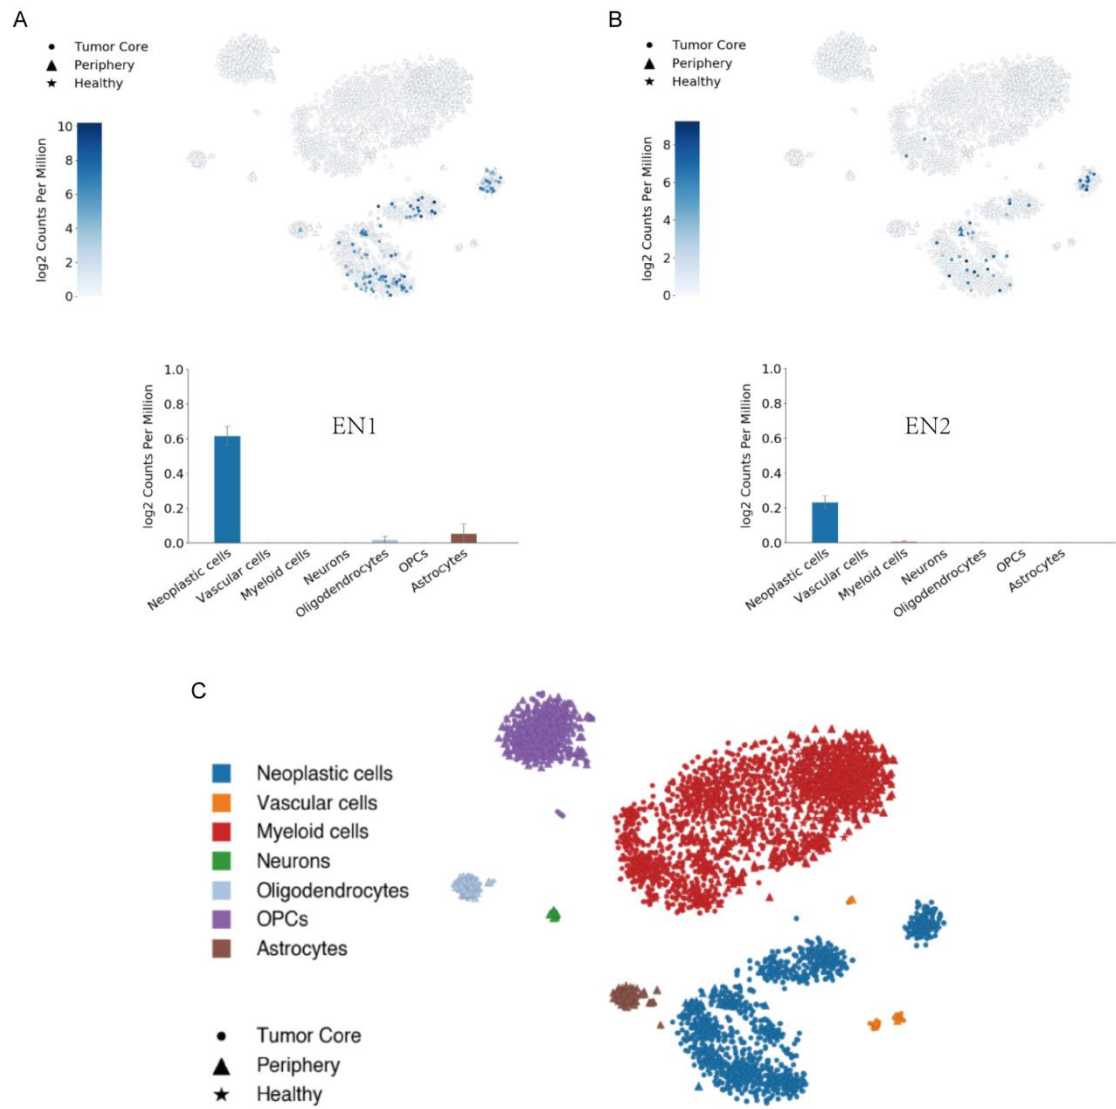 A
Tumor Core
Periphery
Healthy
10
8
6
4
2
0
log2 Counts Per Million
B
Tumor Core
Periphery
Healthy
8
6
4
2
0
log2 Counts Per Million
1.0
0.8
0.6
0.4
0.2
0.0
log2 Counts Per Million
EN1
Neoplastic cells
Vascular cells
Myeloid cells
Neurons
Oligodendrocytes
OPCs
Astrocytes
1.0
0.8
0.6
0.4
0.2
0.0
log2 Counts Per Million
EN2
Neoplastic cells
Vascular cells
Myeloid cells
Neurons
Oligodendrocytes
OPCs
Astrocytes
C
Neoplastic cells
Vascular cells
Myeloid cells
Neurons
Oligodendrocytes
OPCs
Astrocytes
Tumor Core
Periphery
Healthy